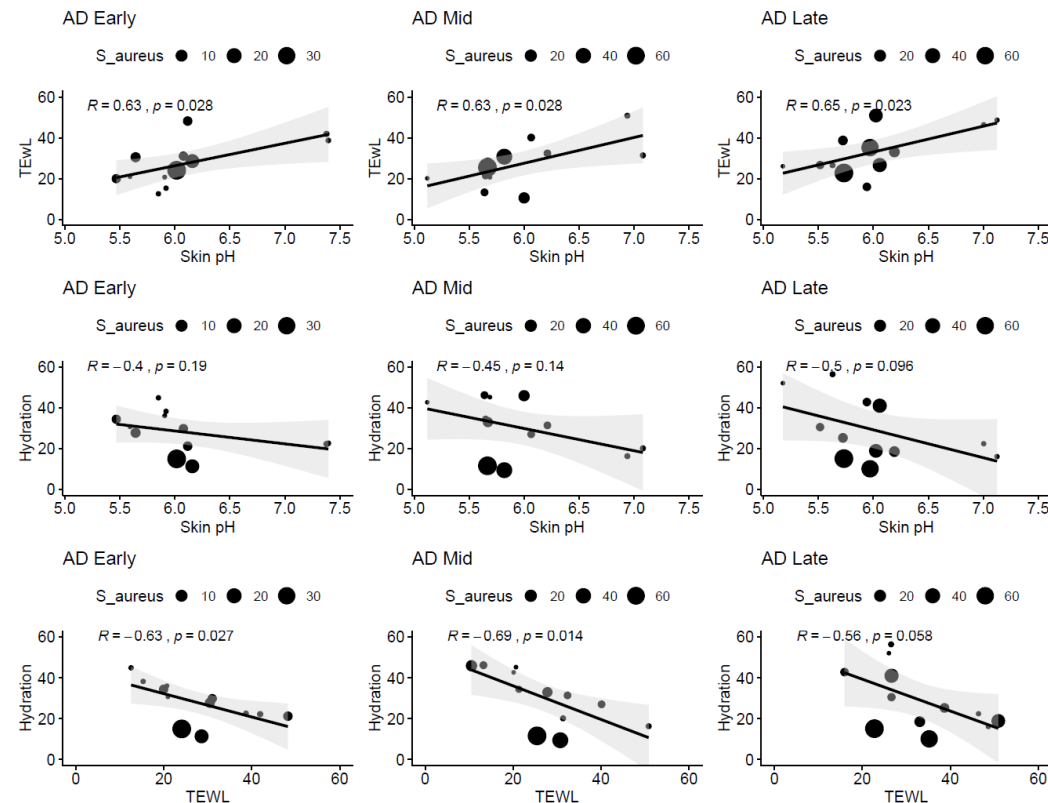 AD Early AD Mid AD Late
S_aureus 10 20 30 S_aureus 20 40 60 S_aureus 20 40 60
R = 0.63 , p = 0.028 R = 0.63 , p = 0.028 R = 0.65 , p = 0.023
TEwL TEWL TEWL
60 60 60
40 40 40
20 20 20
0 0 0
5.0 5.5 6.0 6.5 7.0 7.5 5.0 5.5 6.0 6.5 7.0 7.5 5.0 5.5 6.0 6.5 7.0 7.5
Skin pH Skin pH Skin pH
AD Early AD Mid AD Late
S_aureus 10 20 30 S_aureus 20 40 60 S_aureus 20 40 60
R = −0.4 , p = 0.19 R = −0.45 , p = 0.14 R = −0.5 , p = 0.096
Hydration Hydration Hydration
60 60 60
40 40 40
20 20 20
0 0 0
5.0 5.5 6.0 6.5 7.0 7.5 5.0 5.5 6.0 6.5 7.0 7.5 5.0 5.5 6.0 6.5 7.0 7.5
Skin pH Skin pH Skin pH
AD Early AD Mid AD Late
S_aureus 10 20 30 S_aureus 20 40 60 S_aureus 20 40 60
R = −0.63 , p = 0.027 R = −0.69 , p = 0.014 R = −0.56 , p = 0.058
Hydration Hydration Hydration
60 60 60
40 40 40
20 20 20
0 0 0
0 20 40 60 0 20 40 60 0 20 40 60
TEWL TEWL TEWL